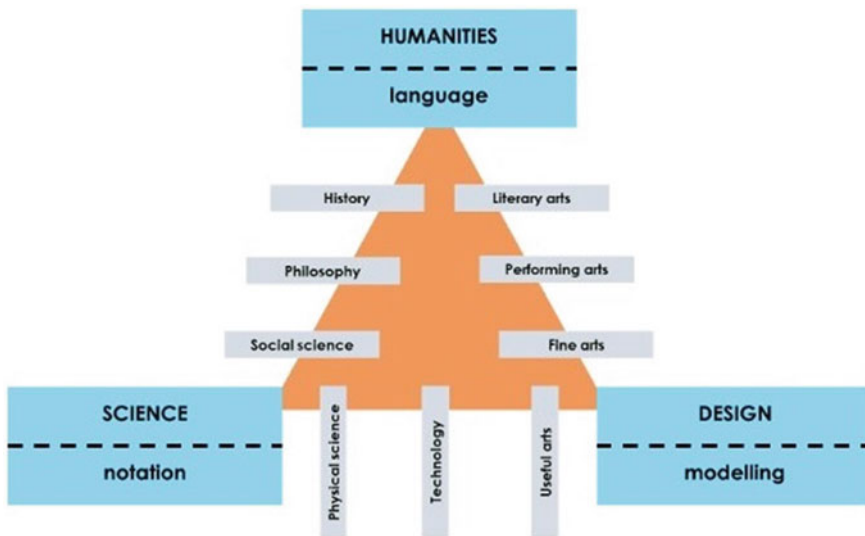 HUMANITIES
language
History
Literary arts
Philosophy
Performing arts
Social science
Fine arts
SCIENCE
notation
Physical science
Technology
Useful arts
DESIGN
modelling